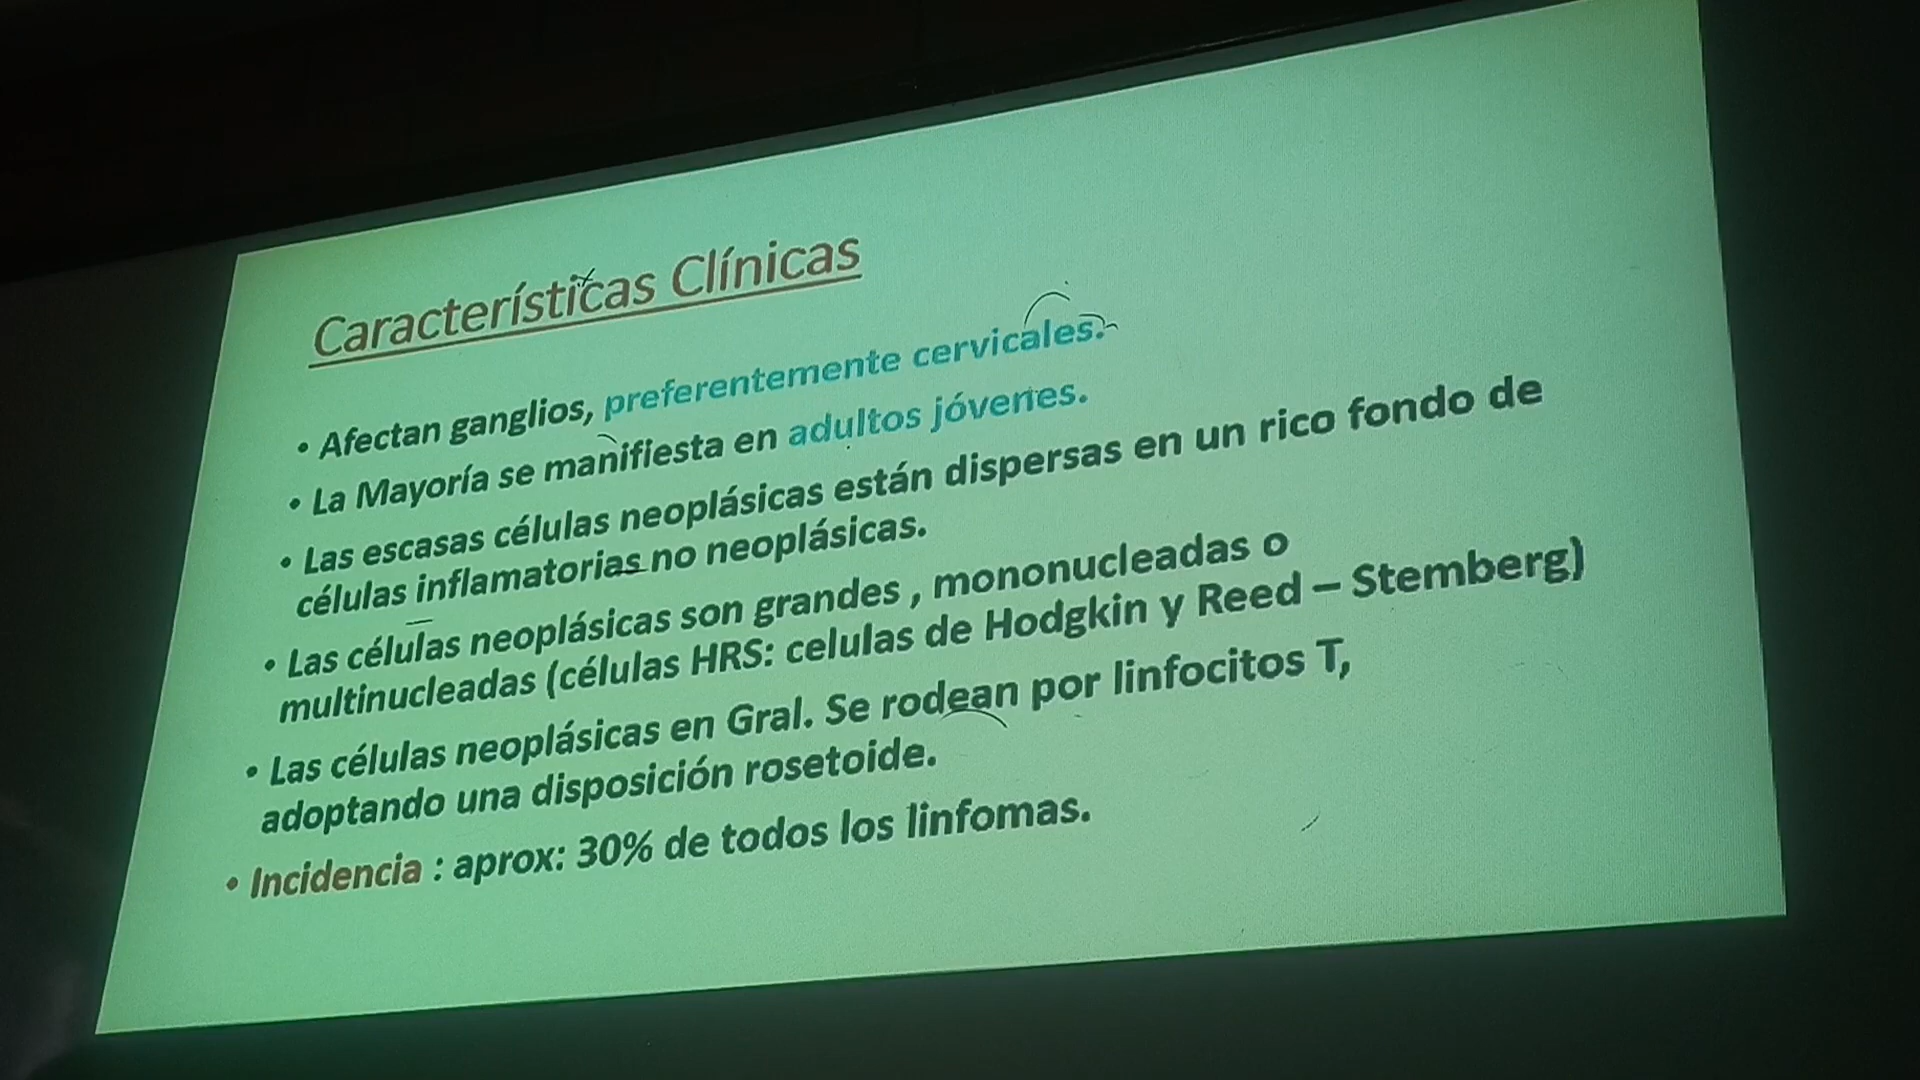 Características Clínicas
• Afectan ganglios, preferentemente cervicales.
• La Mayoría se manifiesta en adultos jóvenes.
• Las escasas células neoplásicas están dispersas en un rico fondo de
células inflamatorias no neoplásicas.
• Las células neoplásicas son grandes , mononucleadas o
multinucleadas (células HRS: celulas de Hodgkin y Reed – Stemberg)
• Las células neoplásicas en Gral. Se rodean por linfocitos T,
adoptando una disposición rosetoide.
• Incidencia : aprox: 30% de todos los linfomas.